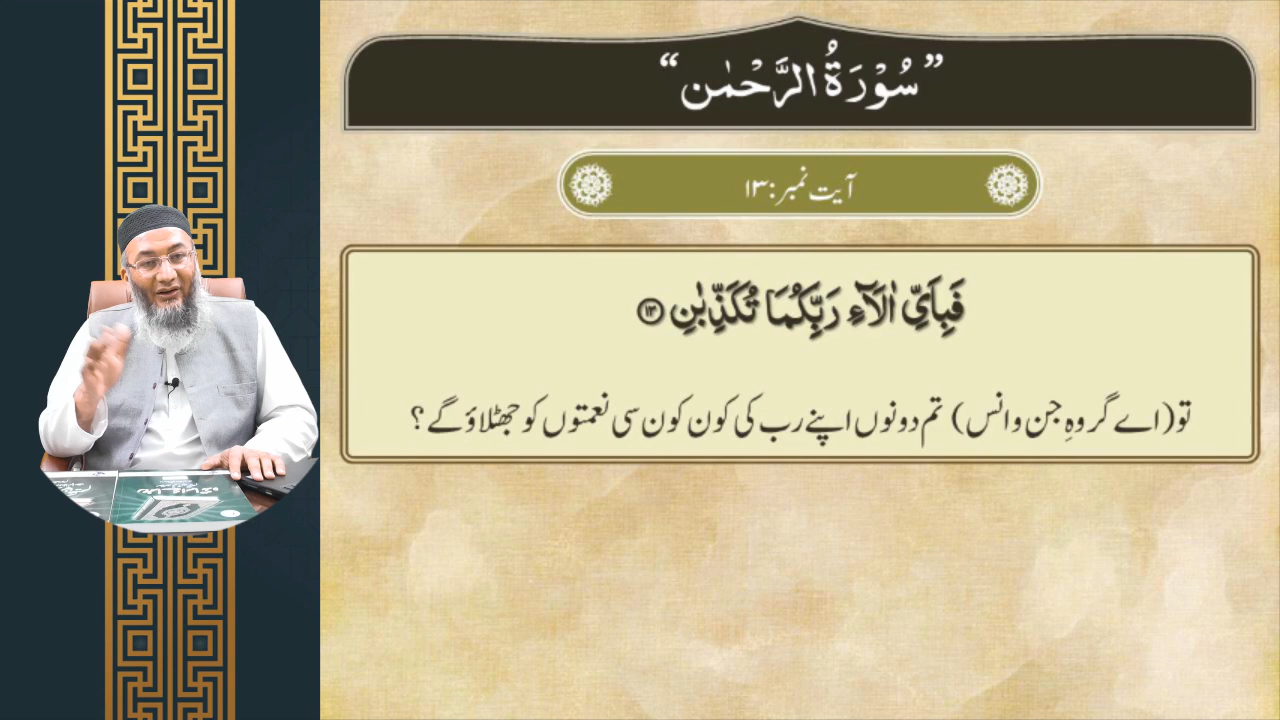 ”سُوْرَةُ الرَّحْمٰن“
آیت نمبر: ۱۳
فَبِاَیِّ اٰلَآءِ رَبِّكُمَا تُكَذِّبٰنِ ﴿۱۳﴾
تو (اے گروہِ جن و انس) تم دونوں اپنے رب کی کون کون سی نعمتوں کو جھٹلاؤ گے ؟